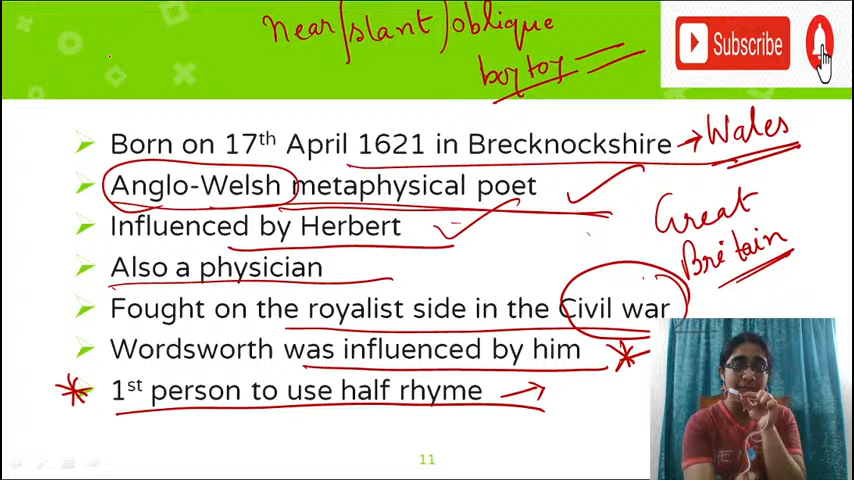 near/slant/oblique
boy toy
Subscribe
Born on 17th April 1621 in Brecknockshire → Wales
Anglo-Welsh metaphysical poet
Great
Britain
Influenced by Herbert
Also a physician
Fought on the royalist side in the Civil war
Wordsworth was influenced by him
1st person to use half rhyme
11